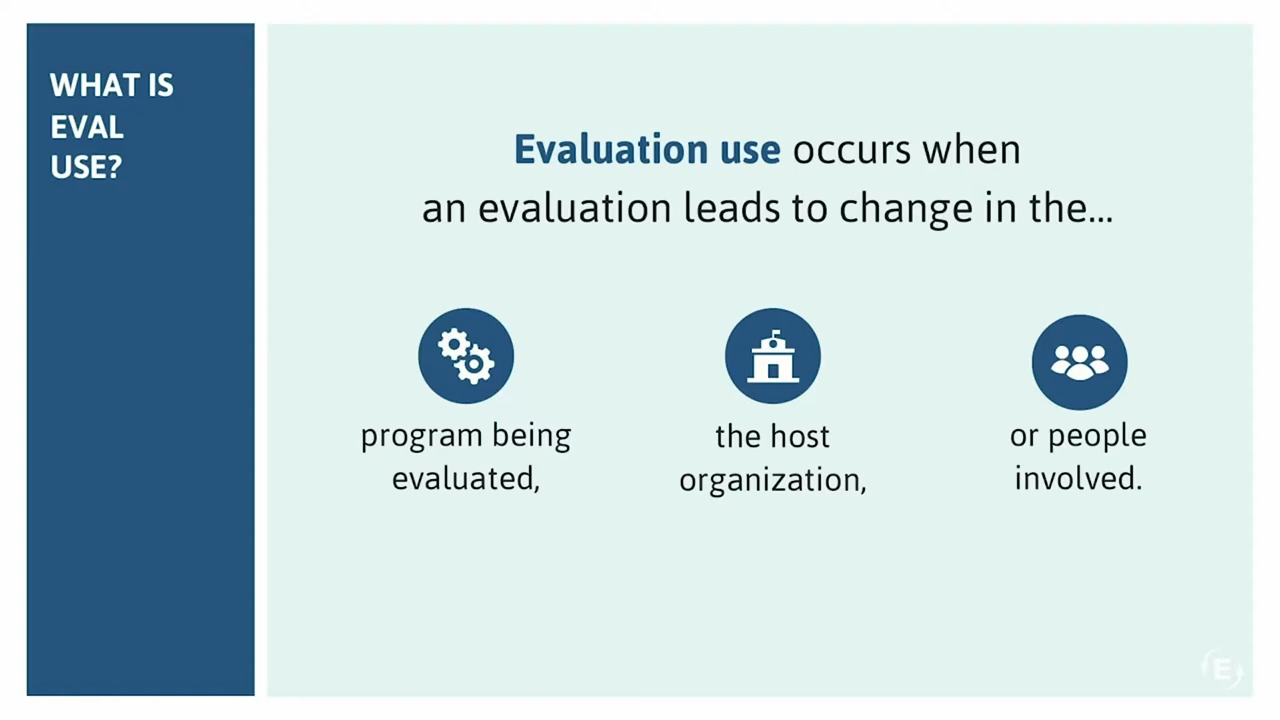 WHAT IS
EVAL
USE?
Evaluation use occurs when
an evaluation leads to change in the...
program being
evaluated,
the host
organization,
or people
involved.
E